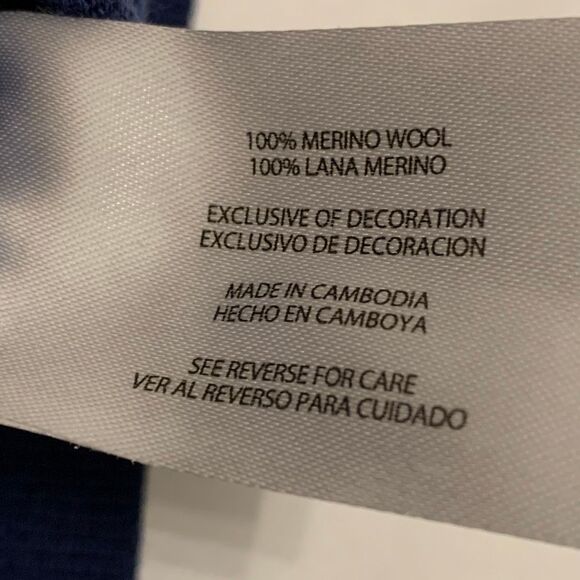 100% MERINO WOOL
100% LANA MERINO
EXCLUSIVE OF DECORATION
EXCLUSIVO DE DECORACION
MADE IN CAMBODIA
HECHO EN CAMBOYA
SEE REVERSE FOR CARE
VER AL REVERSO PARA CUIDADO